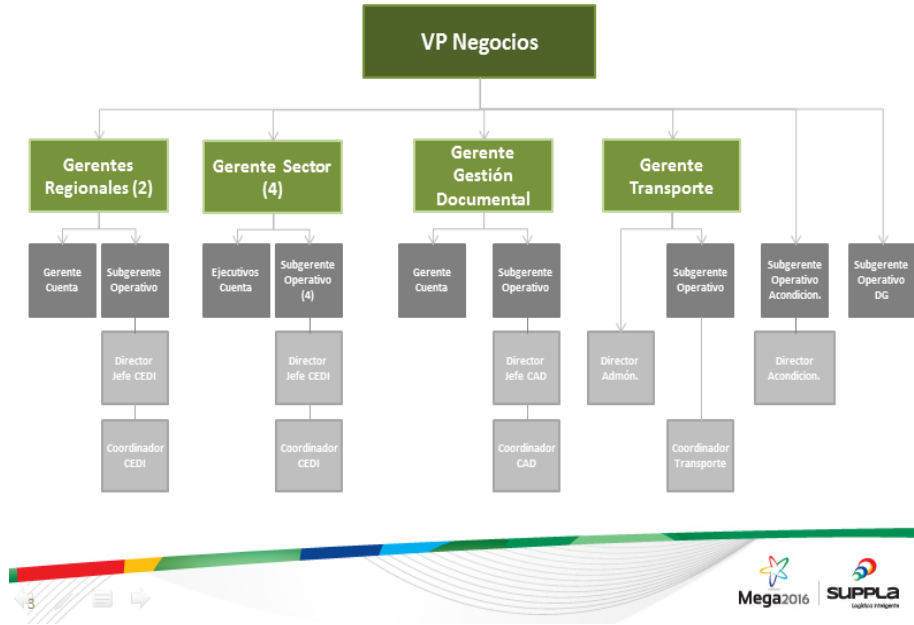 VP Negocios
Gerentes
Regionales (2)
Gerente Sector
(4)
Gerente
Gestión
Documental
Gerente
Transporte
Gerente
Cuenta
Subgerente
Operativo
Ejecutivos
Cuenta
Subgerente
Operativo
(4)
Gerente
Cuenta
Subgerente
Operativo
Subgerente
Operativo
Subgerente
Operativo
Acondicion.
Subgerente
Operativo
DG
Director
Jefe CEDI
Director
Jefe CEDI
Director
Jefe CAD
Director
Admón.
Director
Acondicion.
Coordinador
CEDI
Coordinador
CEDI
Coordinador
CAD
Coordinador
Transporte
3
Mega2016
SUPPLA
Logística Inteligente